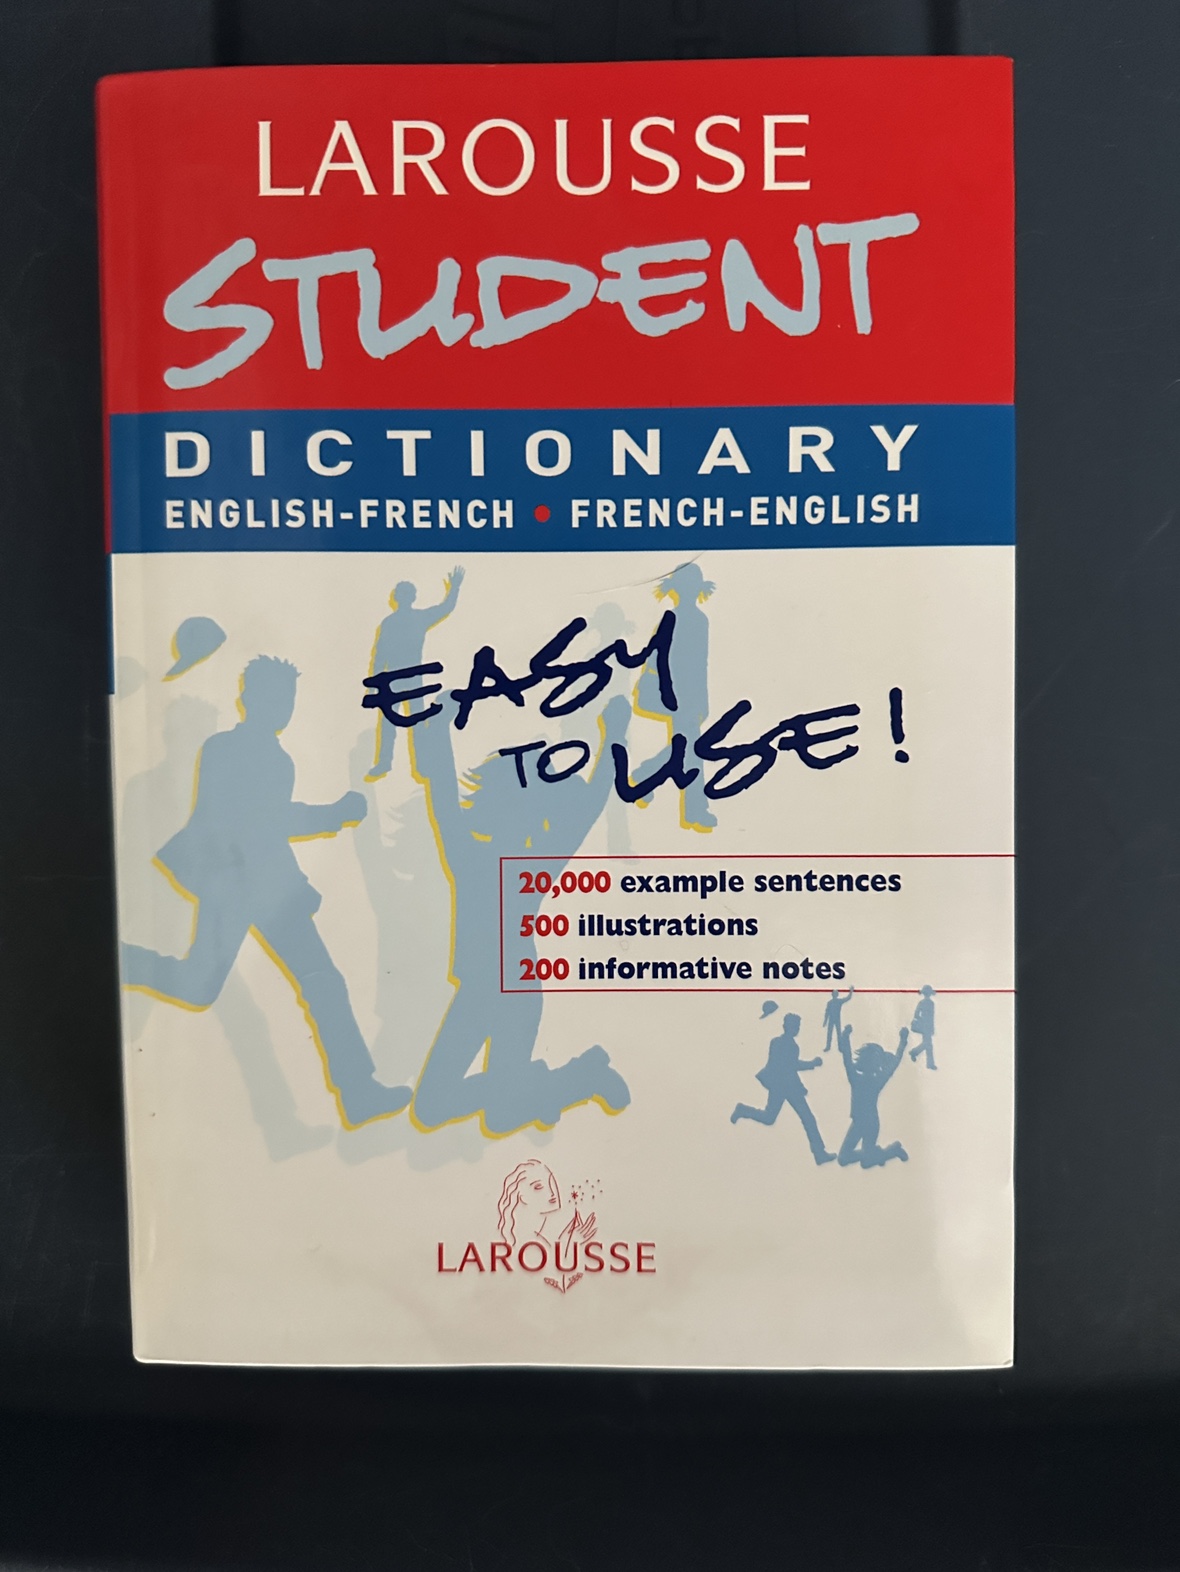 LAROUSSE
STUDENT
DICTIONARY
ENGLISH-FRENCH • FRENCH-ENGLISH
EASY
TO USE!
20,000 example sentences
500 illustrations
200 informative notes
LAROUSSE